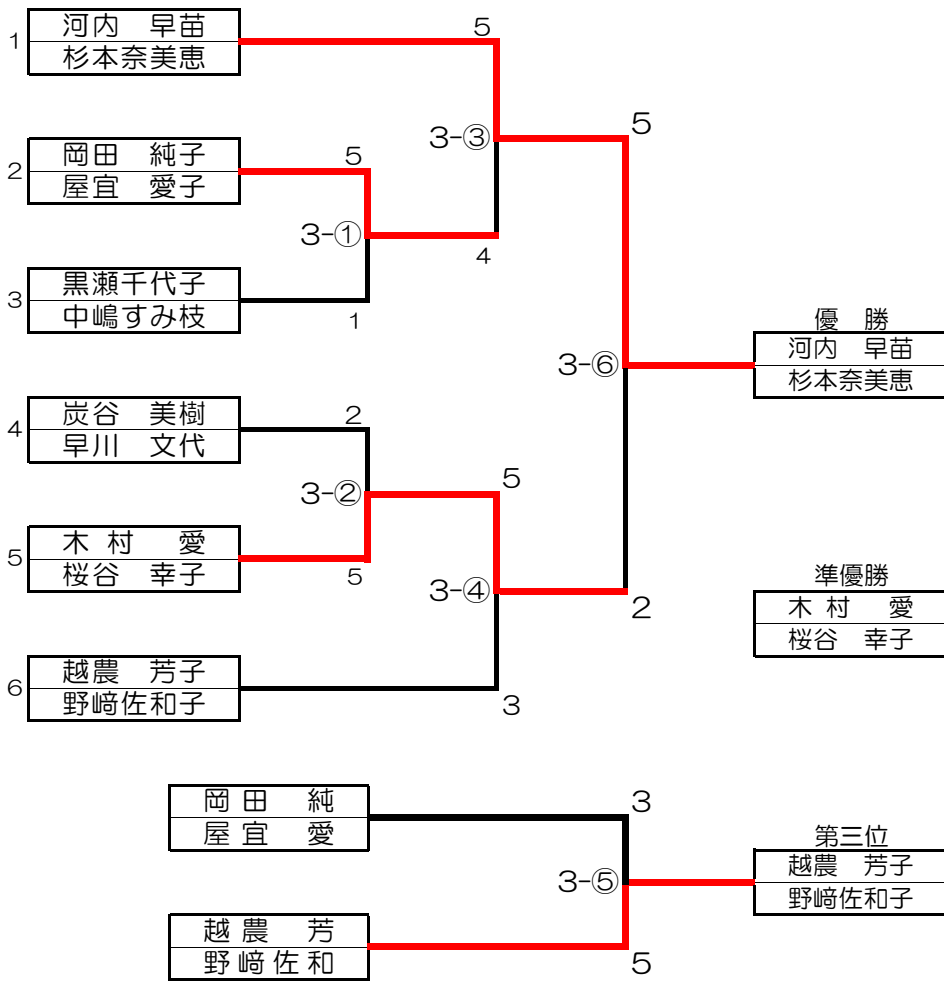 1
河内　早苗
杉本奈美恵
5
3-③
5
2
岡田　純子
屋宜　愛子
5
3-①
4
3
黒瀬千代子
中嶋すみ枝
1
優　勝
河内　早苗
杉本奈美恵
3-⑥
4
炭谷　美樹
早川　文代
2
3-②
5
5
木 村　　愛
桜谷　幸子
5
3-④
2
準優勝
木 村　　愛
桜谷　幸子
6
越農　芳子
野﨑佐和子
3
岡 田　　純
屋 宜　　愛
3
3-⑤
第三位
越農　芳子
野﨑佐和子
越 農　　芳
野 﨑 佐 和
5